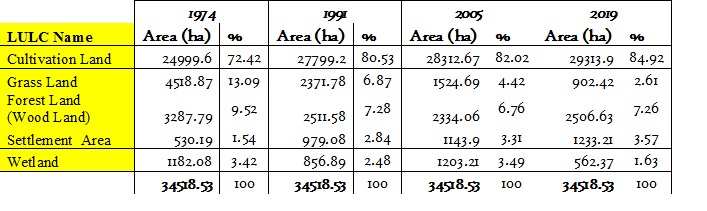 1974 1991 2005 2019
LULC Name Area (ha) % Area (ha) % Area (ha) % Area (ha) %
Cultivation Land 24999.6 72.42 27799.2 80.53 28312.67 82.02 29313.9 84.92
Grass Land 4518.87 13.09 2371.78 6.87 1524.69 4.42 902.42 2.61
Forest Land
(Wood Land) 3287.79 9.52 2511.58 7.28 2334.06 6.76 2506.63 7.26
Settlement Area 530.19 1.54 979.08 2.84 1143.9 3.31 1233.21 3.57
Wetland 1182.08 3.42 856.89 2.48 1203.21 3.49 562.37 1.63
34518.53 100 34518.53 100 34518.53 100 34518.53 100